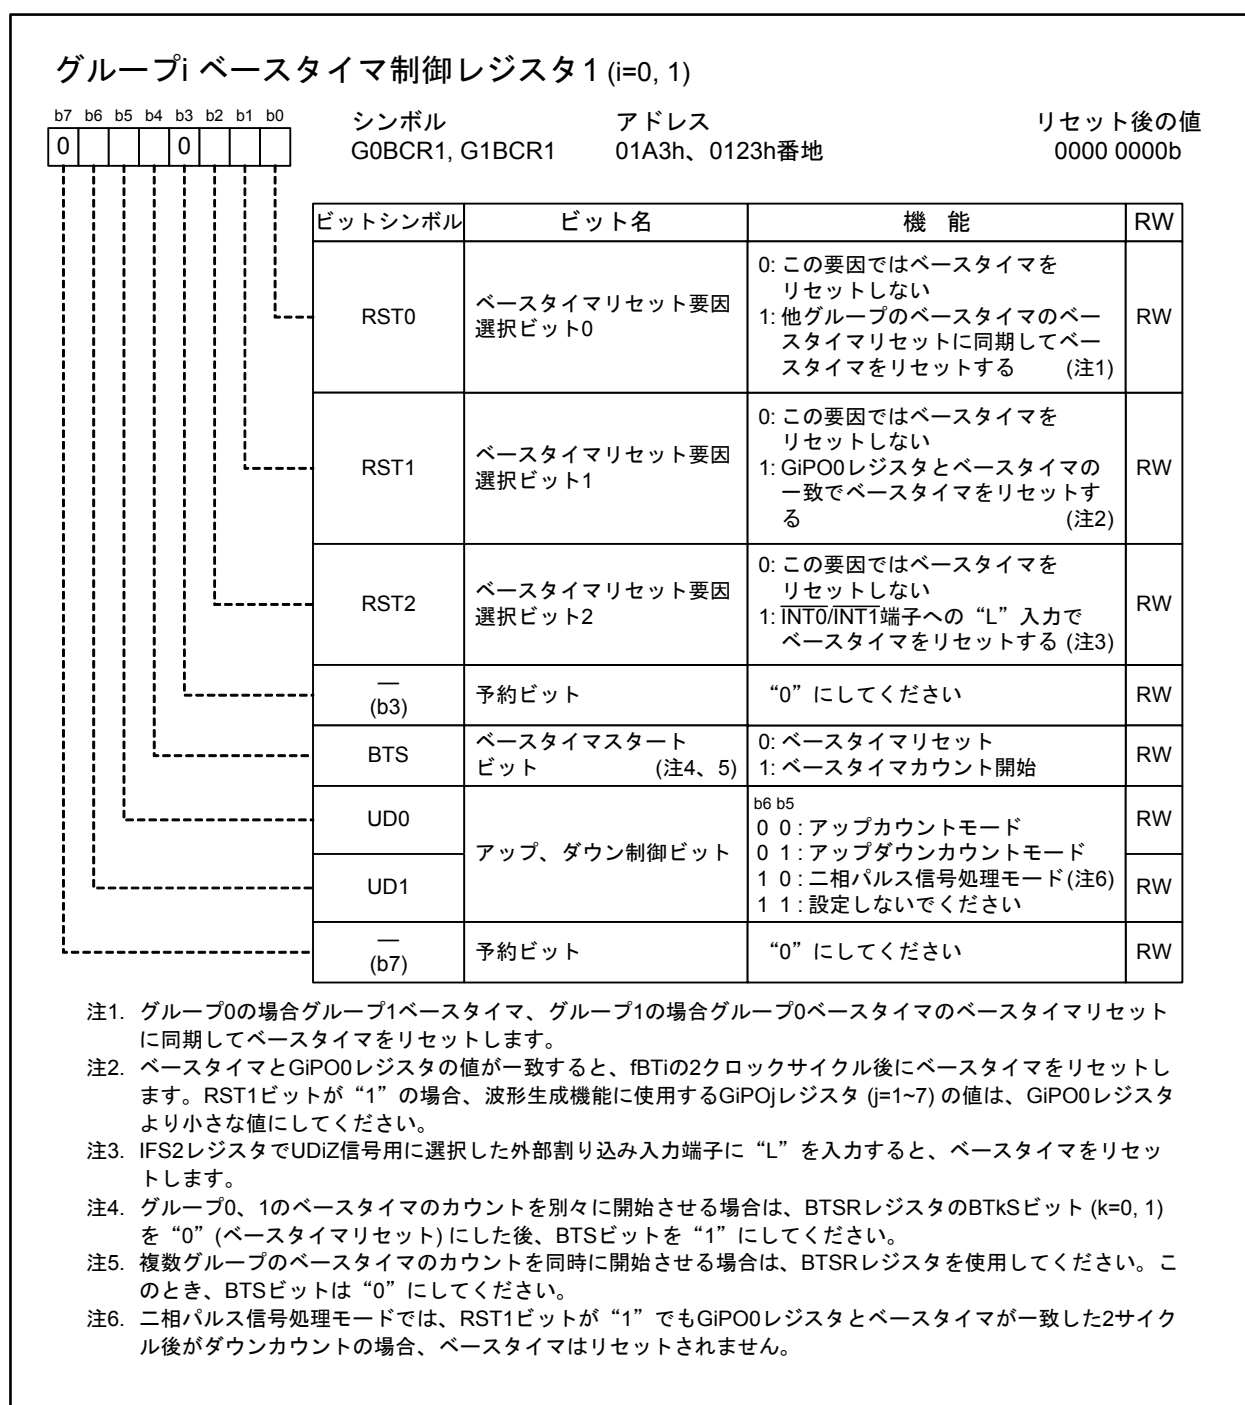 グループi ベースタイマ制御レジスタ1 (i=0, 1)
b7 b6 b5 b4 b3 b2 b1 b0
0 0
シンボル アドレス リセット後の値
G0BCR1, G1BCR1 01A3h、0123h番地 0000 0000b
ビットシンボル ビット名 機 能 RW
RST0
ベースタイマリセット要因
選択ビット0
0: この要因ではベースタイマを
リセットしない
1: 他グループのベースタイマのベー
スタイマリセットに同期してベー
スタイマをリセットする (注1)
RW
RST1
ベースタイマリセット要因
選択ビット1
0: この要因ではベースタイマを
リセットしない
1: GiPO0レジスタとベースタイマの
一致でベースタイマをリセットす
る (注2)
RW
RST2
ベースタイマリセット要因
選択ビット2
0: この要因ではベースタイマを
リセットしない
1: INT0/INT1端子への“L”入力で
ベースタイマをリセットする (注3)
RW
—
(b3)
予約ビット
“0”にしてください
RW
BTS
ベースタイマスタート
ビット (注4、5)
0: ベースタイマリセット
1: ベースタイマカウント開始
RW
UD0
UD1
アップ、ダウン制御ビット
b6 b5
0 0 : アップカウントモード
0 1 : アップダウンカウントモード
1 0 : 二相パルス信号処理モード(注6)
1 1 : 設定しないでください
RW
RW
—
(b7)
予約ビット
“0”にしてください
RW
注1. グループ0の場合グループ1ベースタイマ、グループ1の場合グループ0ベースタイマのベースタイマリセット
に同期してベースタイマをリセットします。
注2. ベースタイマとGiPO0レジスタの値が一致すると、fBTiの2クロックサイクル後にベースタイマをリセットし
ます。RST1ビットが“1”の場合、波形生成機能に使用するGiPOjレジスタ (j=1~7) の値は、GiPO0レジスタ
より小さな値にしてください。
注3. IFS2レジスタでUDiZ信号用に選択した外部割り込み入力端子に“L”を入力すると、ベースタイマをリセッ
トします。
注4. グループ0、1のベースタイマのカウントを別々に開始させる場合は、BTSRレジスタのBTkSビット (k=0, 1)
を“0”(ベースタイマリセット) にした後、BTSビットを“1”にしてください。
注5. 複数グループのベースタイマのカウントを同時に開始させる場合は、BTSRレジスタを使用してください。こ
のとき、BTSビットは“0”にしてください。
注6. 二相パルス信号処理モードでは、RST1ビットが“1”でもGiPO0レジスタとベースタイマが一致した2サイク
ル後がダウンカウントの場合、ベースタイマはリセットされません。